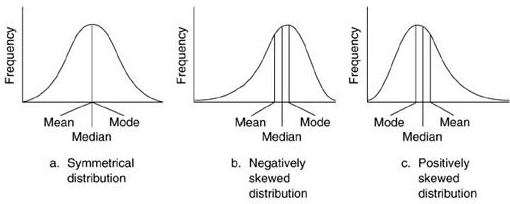 Frequency
Mean
Mode
Median
a. Symmetrical
distribution
Frequency
Mean
Mode
Median
b. Negatively
skewed
distribution
Frequency
Mode
Mean
Median
c. Positively
skewed
distribution